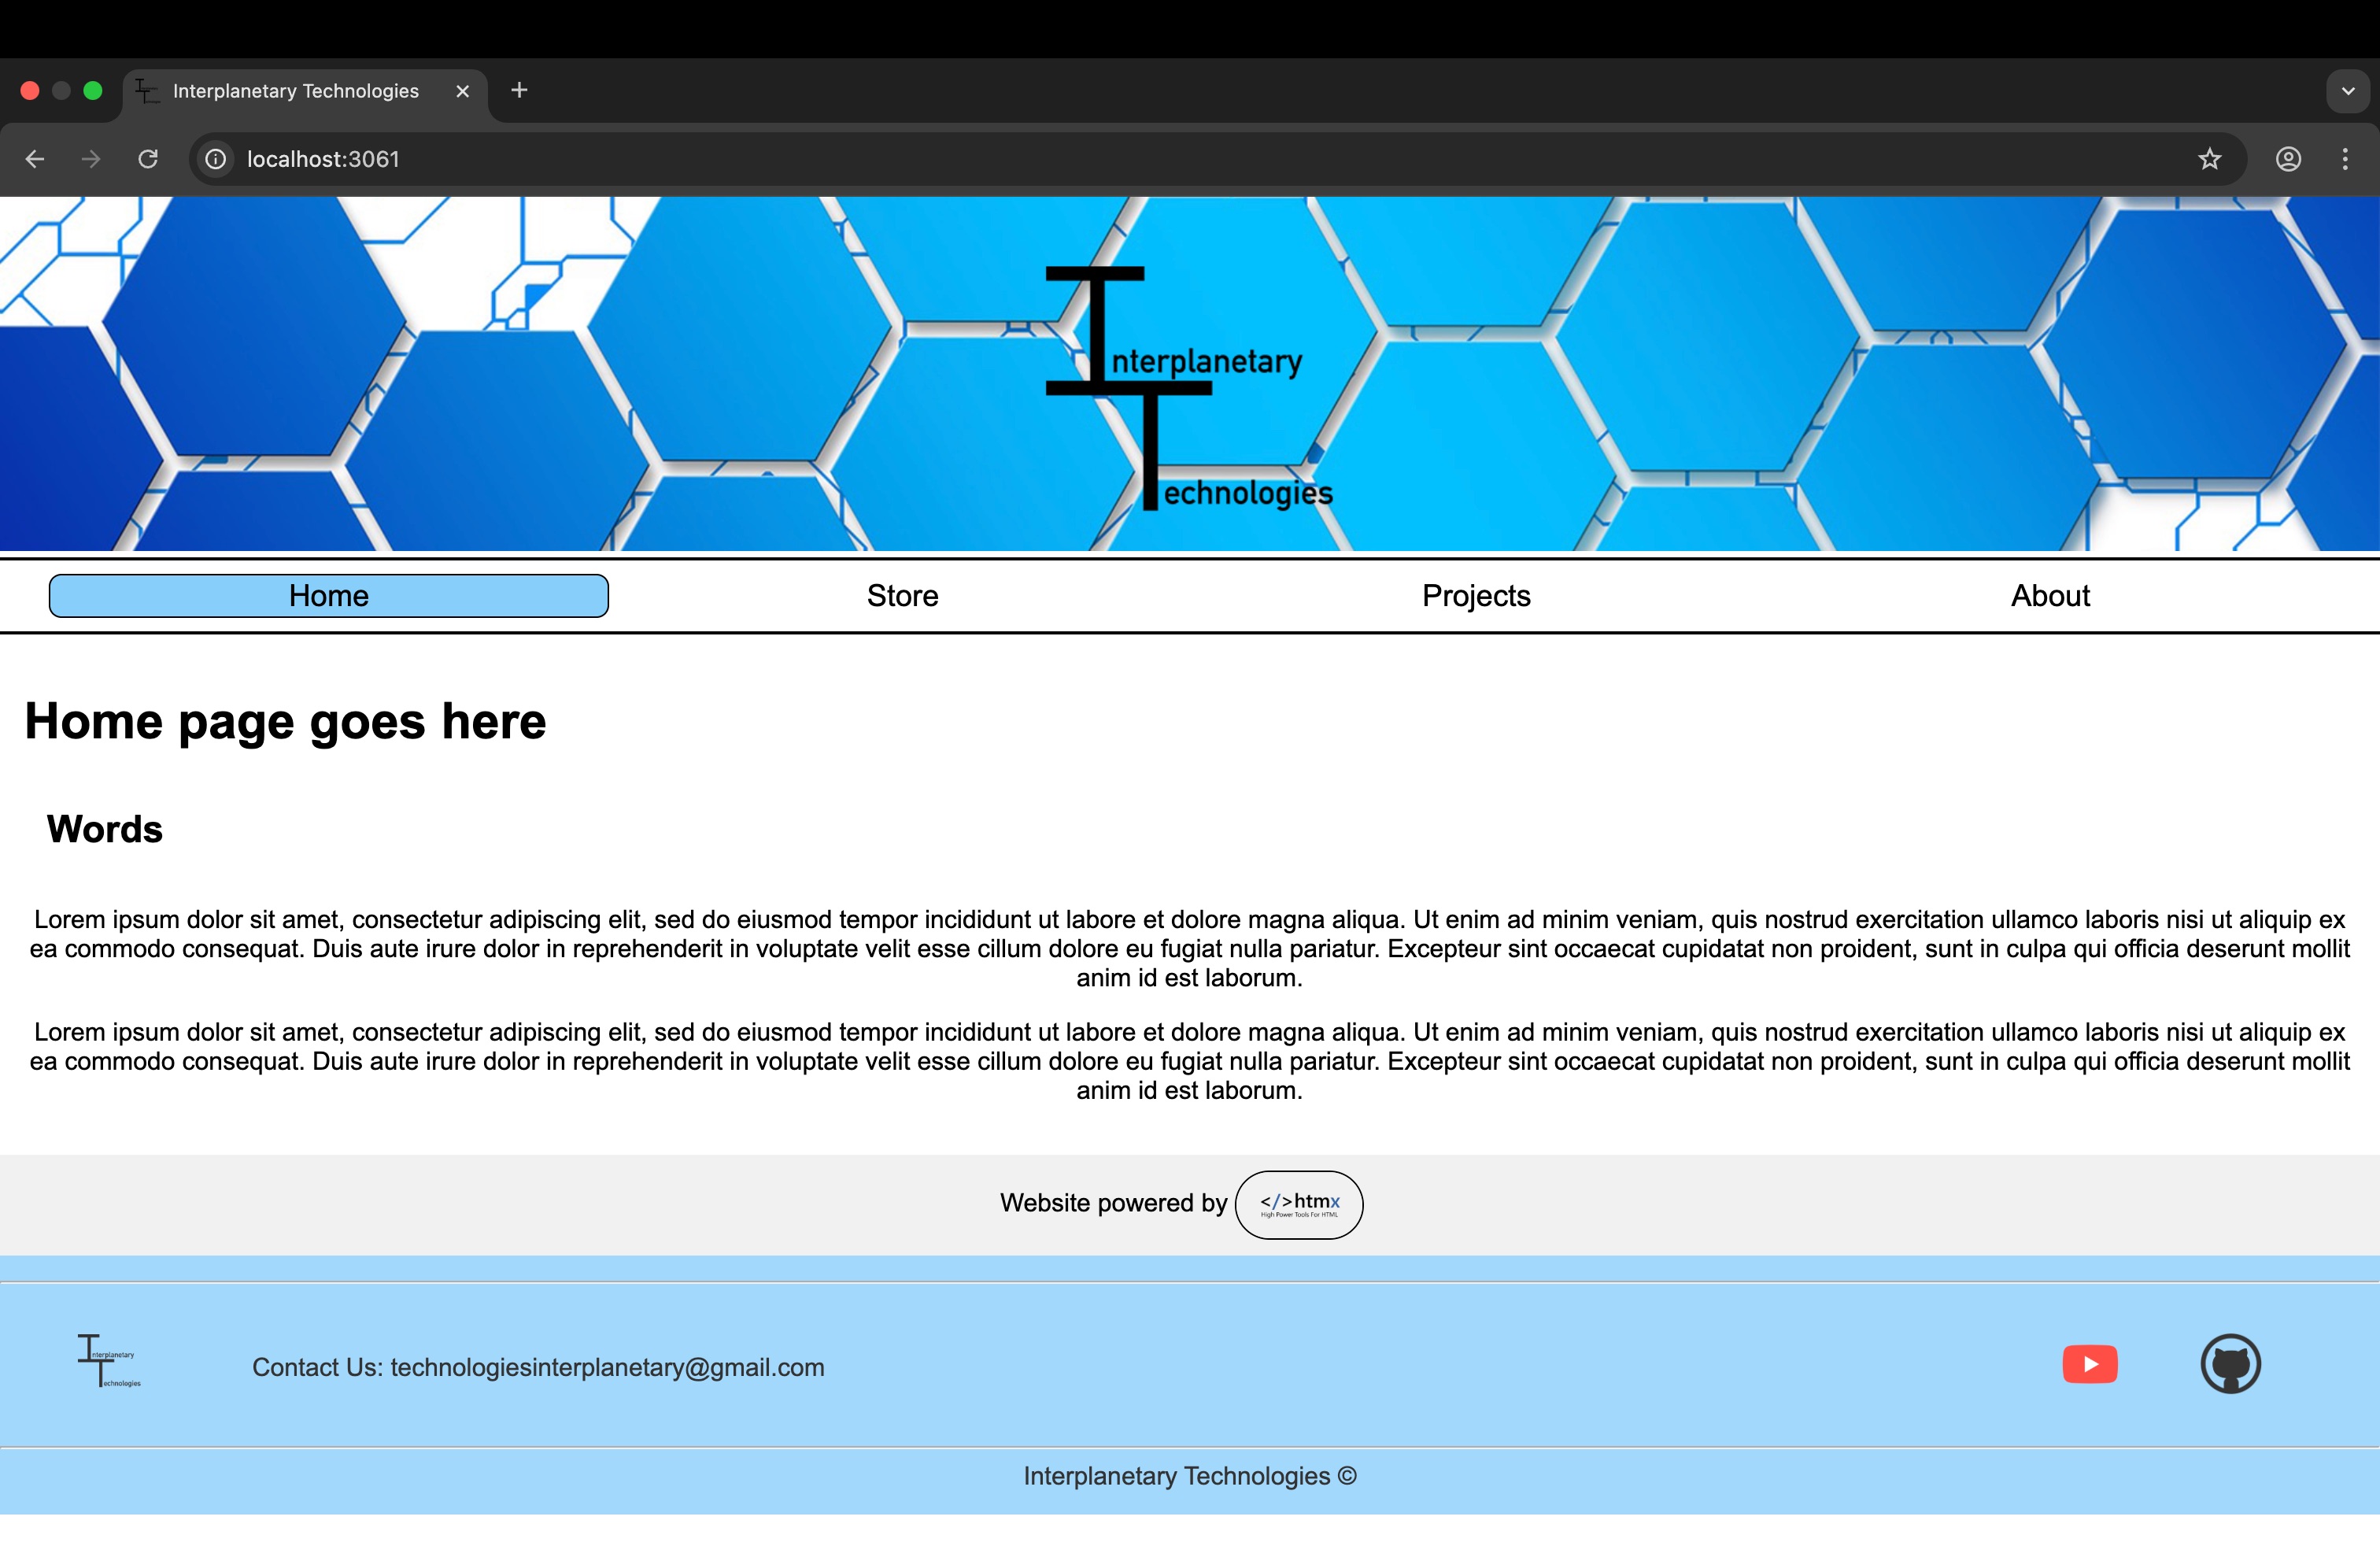 Interplanetary Technologies
localhost:3061
Interplanetary
Technologies
Home Store Projects About
Home page goes here
Words
Lorem ipsum dolor sit amet, consectetur adipiscing elit, sed do eiusmod tempor incididunt ut labore et dolore magna aliqua. Ut enim ad minim veniam, quis nostrud exercitation ullamco laboris nisi ut aliquip ex
ea commodo consequat. Duis aute irure dolor in reprehenderit in voluptate velit esse cillum dolore eu fugiat nulla pariatur. Excepteur sint occaecat cupidatat non proident, sunt in culpa qui officia deserunt mollit
anim id est laborum.
Lorem ipsum dolor sit amet, consectetur adipiscing elit, sed do eiusmod tempor incididunt ut labore et dolore magna aliqua. Ut enim ad minim veniam, quis nostrud exercitation ullamco laboris nisi ut aliquip ex
ea commodo consequat. Duis aute irure dolor in reprehenderit in voluptate velit esse cillum dolore eu fugiat nulla pariatur. Excepteur sint occaecat cupidatat non proident, sunt in culpa qui officia deserunt mollit
anim id est laborum.
Website powered by </>htmx
High Power Tools For HTML
Interplanetary
Technologies
Contact Us: technologiesinterplanetary@gmail.com
Interplanetary Technologies ©